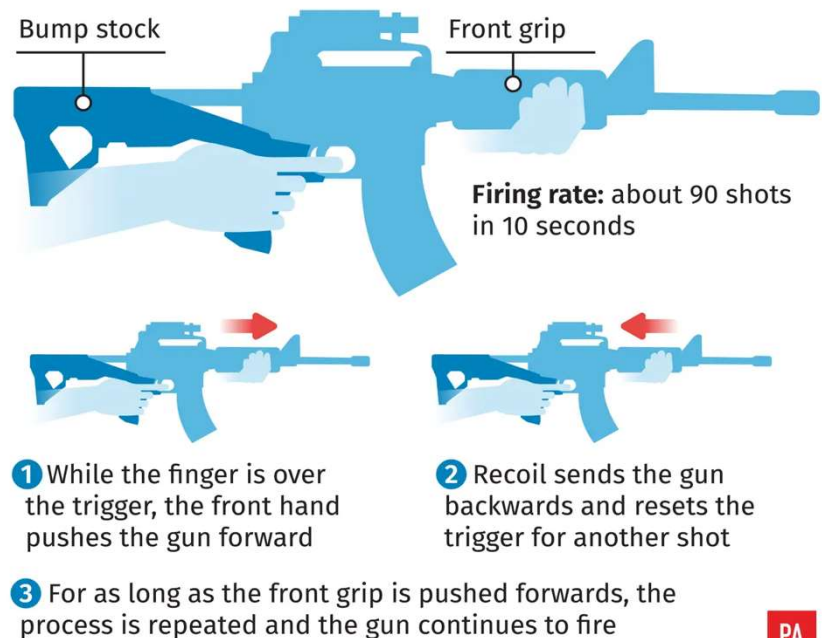 Bump stock
Front grip
Firing rate: about 90 shots
in 10 seconds
1 While the finger is over
the trigger, the front hand
pushes the gun forward
2 Recoil sends the gun
backwards and resets the
trigger for another shot
3 For as long as the front grip is pushed forwards, the
process is repeated and the gun continues to fire
PA